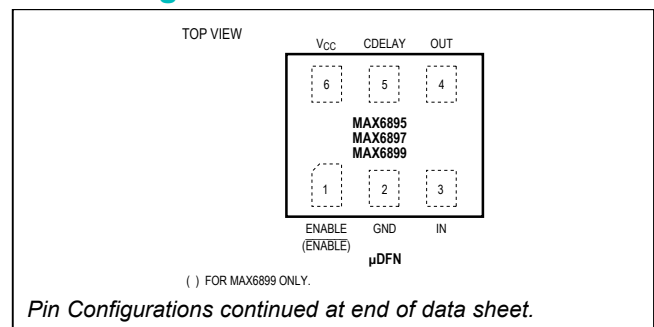 TOP VIEW
VCC CDELAY OUT
6 5 4
MAX6895
MAX6897
MAX6899
1 2 3
ENABLE GND IN
(ENABLE)
µDFN
( ) FOR MAX6899 ONLY.
Pin Configurations continued at end of data sheet.